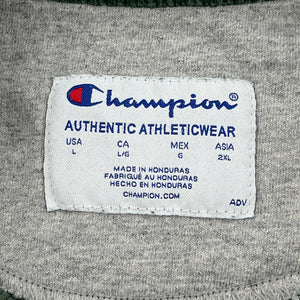 Champion®
AUTHENTIC ATHLETICWEAR
USA CA MEX ASIA
L L/G G 2XL
MADE IN HONDURAS
FABRIQUÉ AU HONDURAS
HECHO EN HONDURAS
CHAMPION.COM
ADV